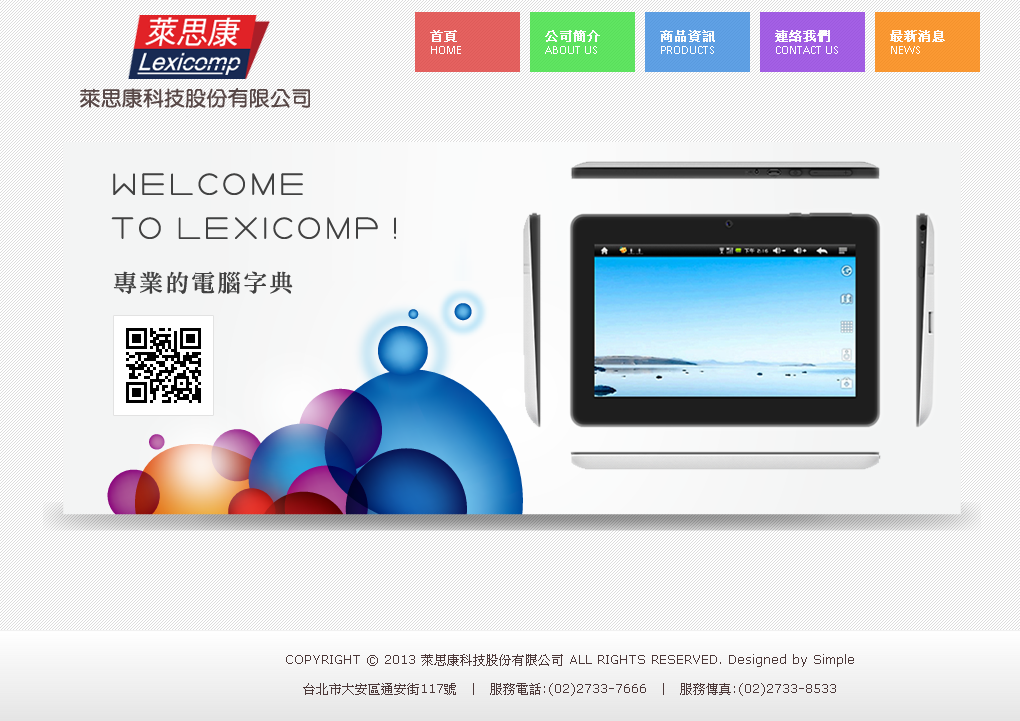 萊思康
Lexicomp
萊思康科技股份有限公司
首頁
HOME
公司簡介
ABOUT US
商品資訊
PRODUCTS
連絡我們
CONTACT US
最新消息
NEWS
WELCOME
TO LEXICOMP !
專業的電腦字典
下午 2:16
COPYRIGHT © 2013 萊思康科技股份有限公司 ALL RIGHTS RESERVED. Designed by Simple
台北市大安區通安街117號 | 服務電話:(02)2733-7666 | 服務傳真:(02)2733-8533